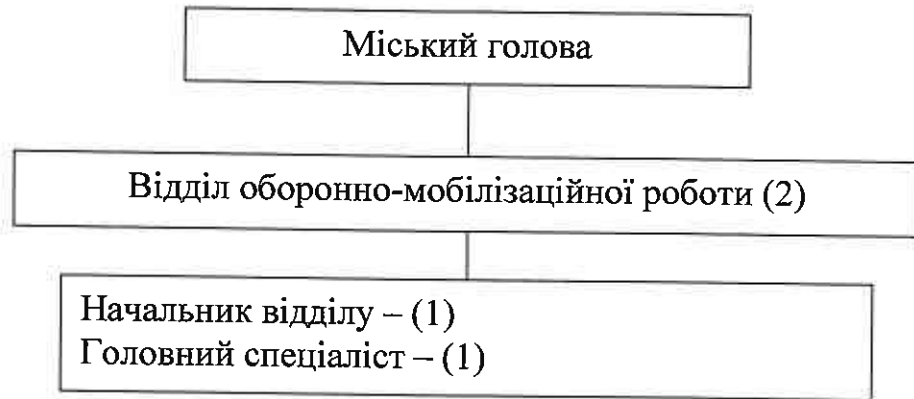 Міський голова
Відділ оборонно-мобілізаційної роботи (2)
Начальник відділу – (1)
Головний спеціаліст – (1)